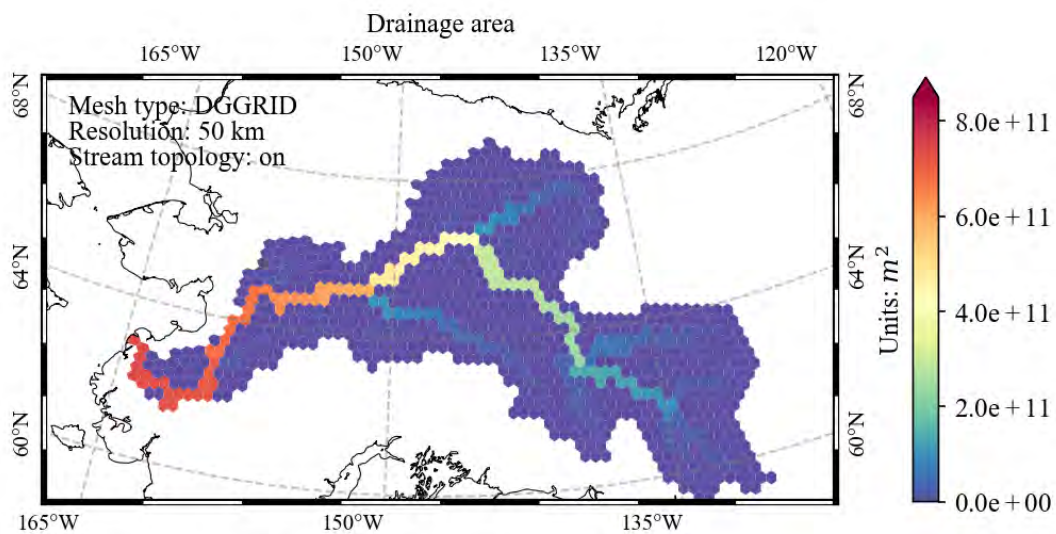 Drainage area
165°W 150°W 135°W 120°W
68°N 68°N
Mesh type: DGGRID
Resolution: 50 km
Stream topology: on
64°N 64°N
60°N 60°N
165°W 150°W 135°W
Units: m²
8.0e + 11
6.0e + 11
4.0e + 11
2.0e + 11
0.0e + 00